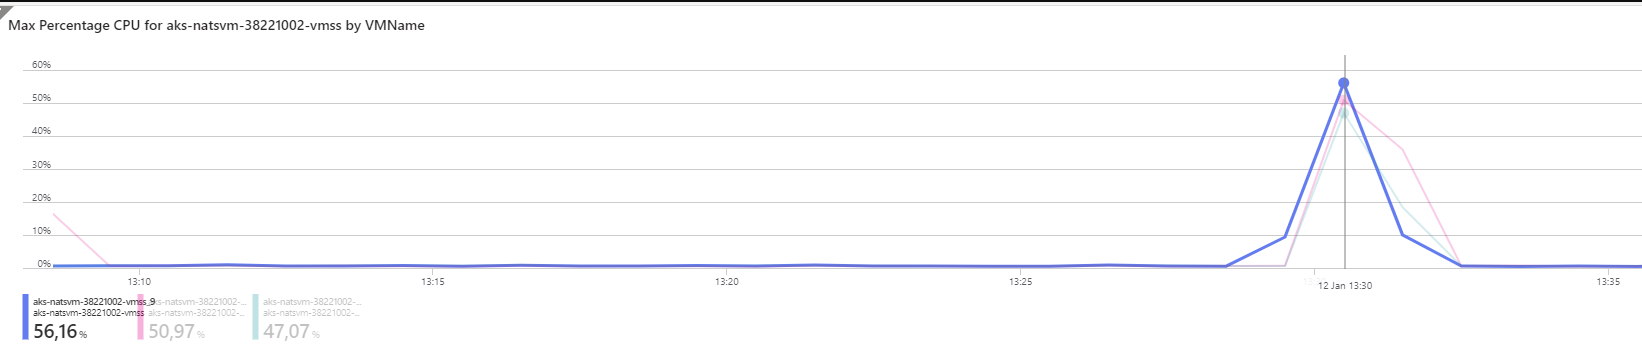 Max Percentage CPU for aks-natsvm-38221002-vmss by VMName
60%
50%
40%
30%
20%
10%
0%
13:10
13:15
13:20
13:25
12 Jan 13:30
13:35
aks-natsvm-38221002-vmss_9
aks-natsvm-38221002-vmss
56,16 %
aks-natsvm-38221002-...
aks-natsvm-38221002-...
50,97 %
aks-natsvm-38221002-...
aks-natsvm-38221002-...
47,07 %